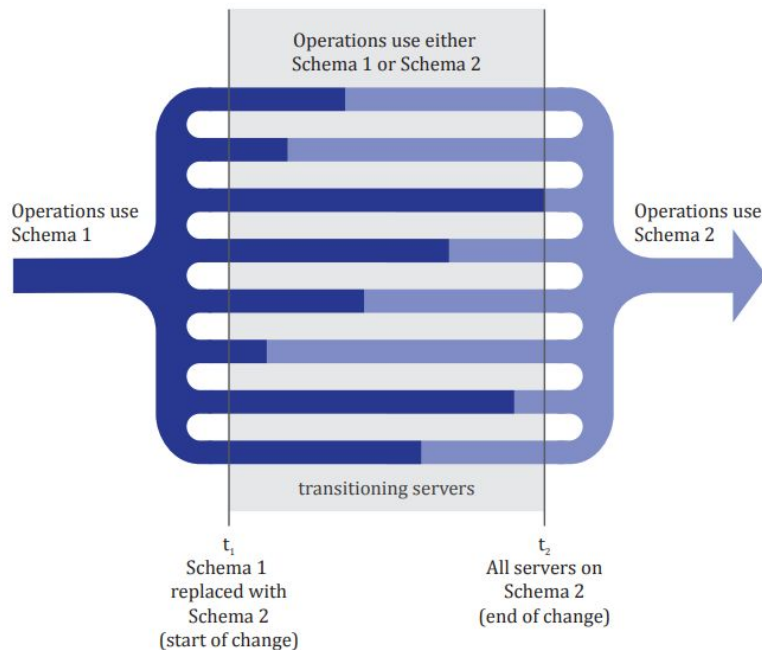 Operations use either
Schema 1 or Schema 2
Operations use
Schema 1
Operations use
Schema 2
transitioning servers
t₁
Schema 1
replaced with
Schema 2
(start of change)
t₂
All servers on
Schema 2
(end of change)